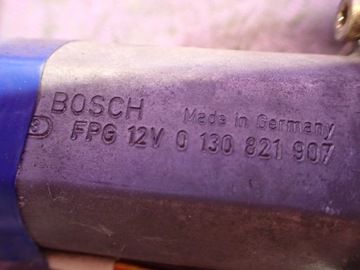 BOSCH Made in Germany
FPG 12V 0 130 821 907